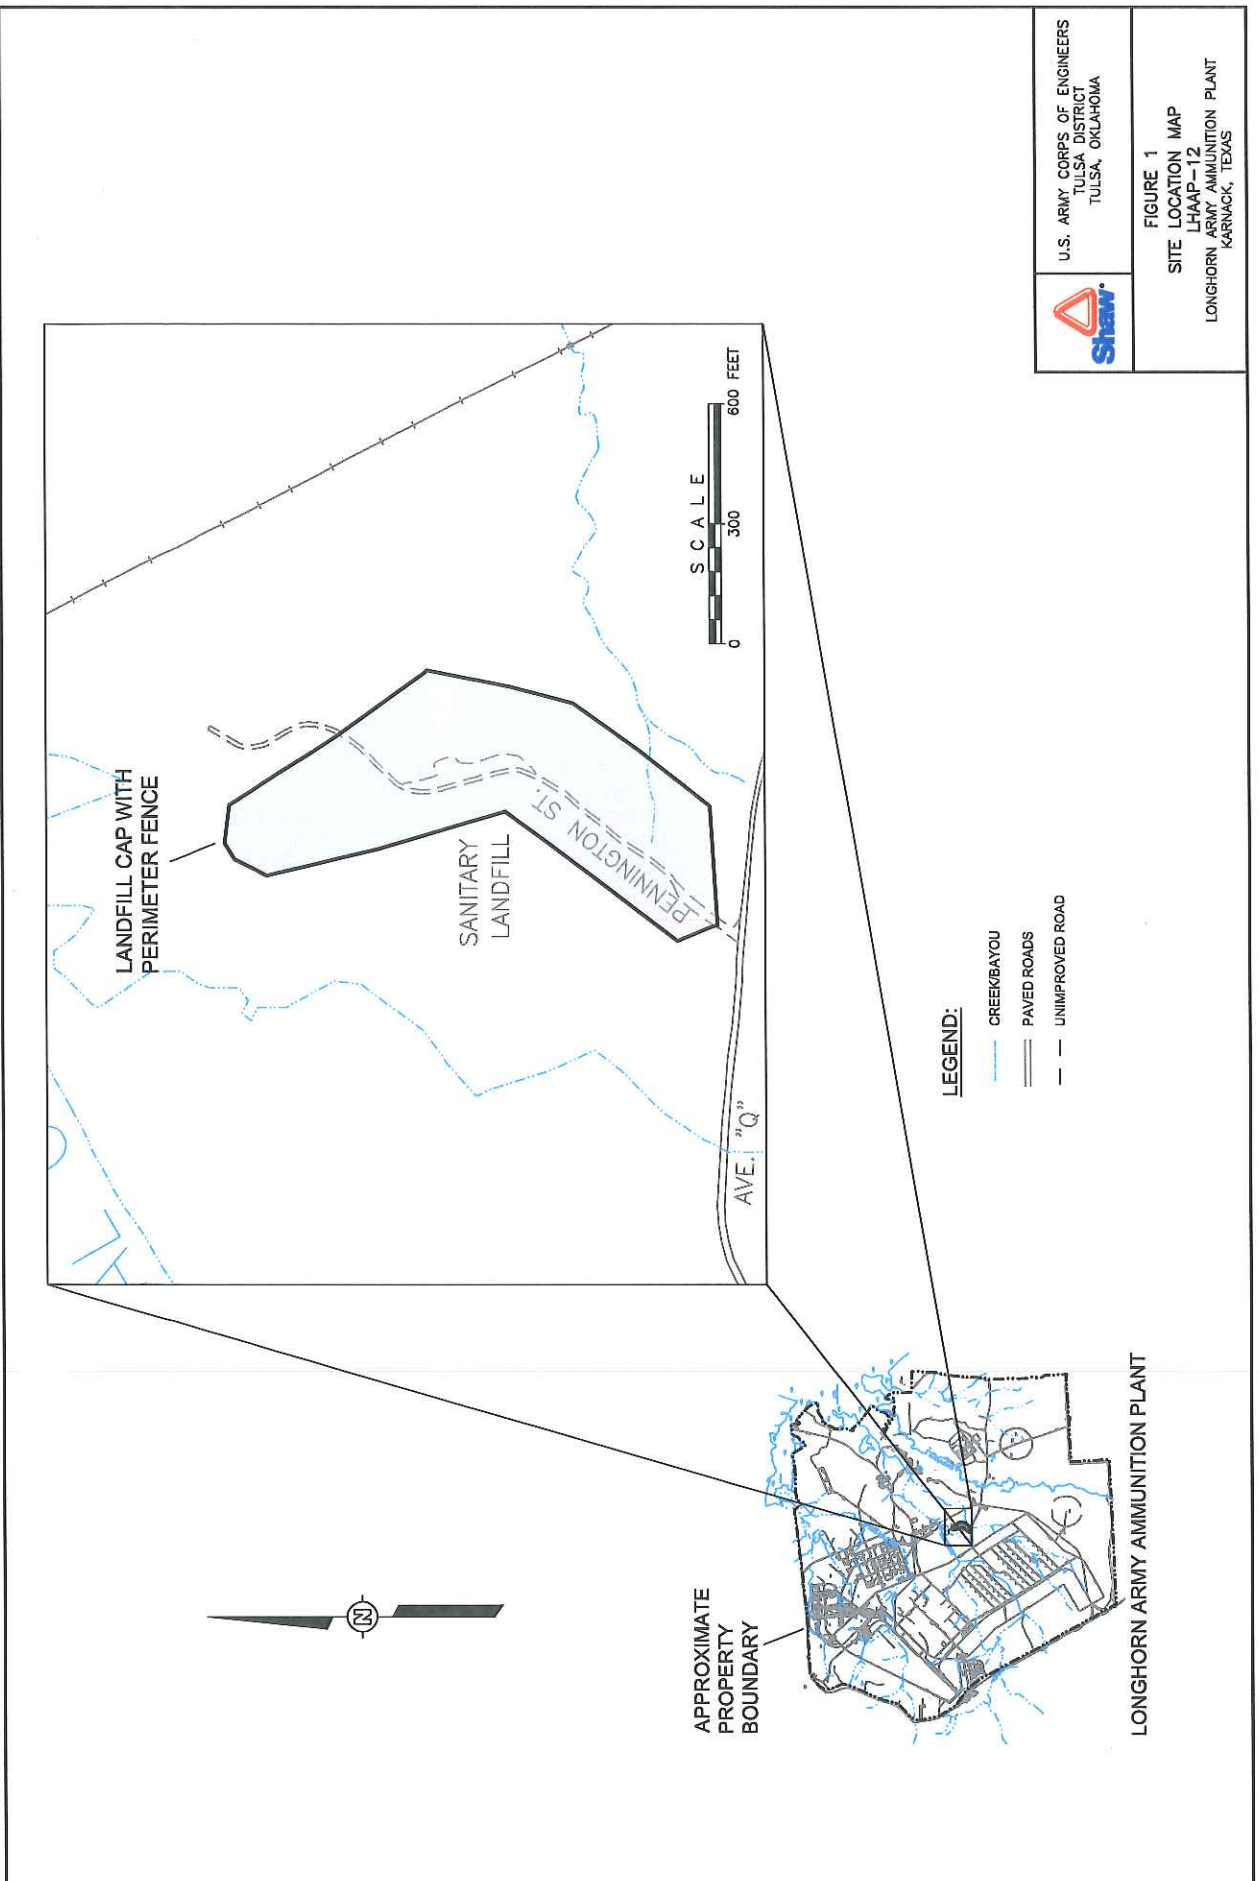 LANDFILL CAP WITH
PERIMETER FENCE
SANITARY
LANDFILL
PENNINGTON ST.
AVE. "Q"
SCALE
0 300 600 FEET
N
APPROXIMATE
PROPERTY
BOUNDARY
LONGHORN ARMY AMMUNITION PLANT
LEGEND:
CREEK/BAYOU
PAVED ROADS
UNIMPROVED ROAD
Shaw
U.S. ARMY CORPS OF ENGINEERS
TULSA DISTRICT
TULSA, OKLAHOMA
FIGURE 1
SITE LOCATION MAP
LHAAP-12
LONGHORN ARMY AMMUNITION PLANT
KARNACK, TEXAS